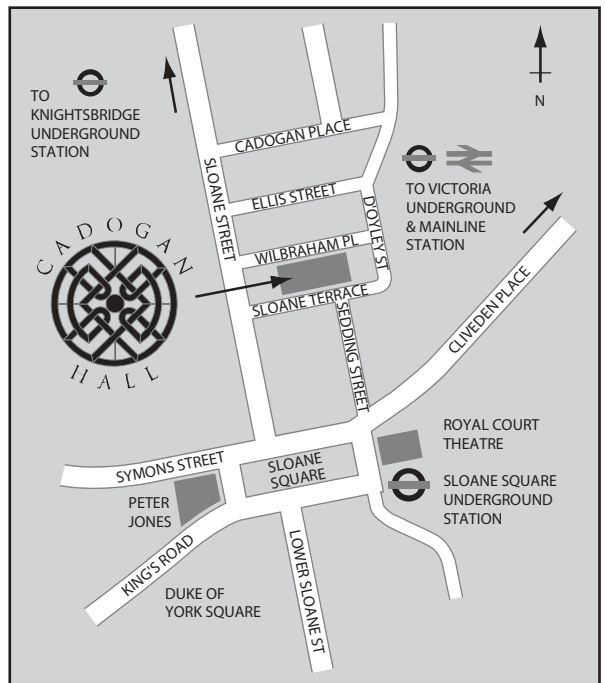 TO
KNIGHTSBRIDGE
UNDERGROUND
STATION
N
CADOGAN PLACE
SLOANE STREET
ELLIS STREET
TO VICTORIA
UNDERGROUND
& MAINLINE
STATION
D'OYLEY ST
WILBRAHAM PL
CADOGAN
HALL
SLOANE TERRACE
SEDDING STREET
CLIVEDEN PLACE
ROYAL COURT
THEATRE
SYMONS STREET
SLOANE
SQUARE
SLOANE SQUARE
UNDERGROUND
STATION
PETER
JONES
KING'S ROAD
LOWER SLOANE ST
DUKE OF
YORK SQUARE